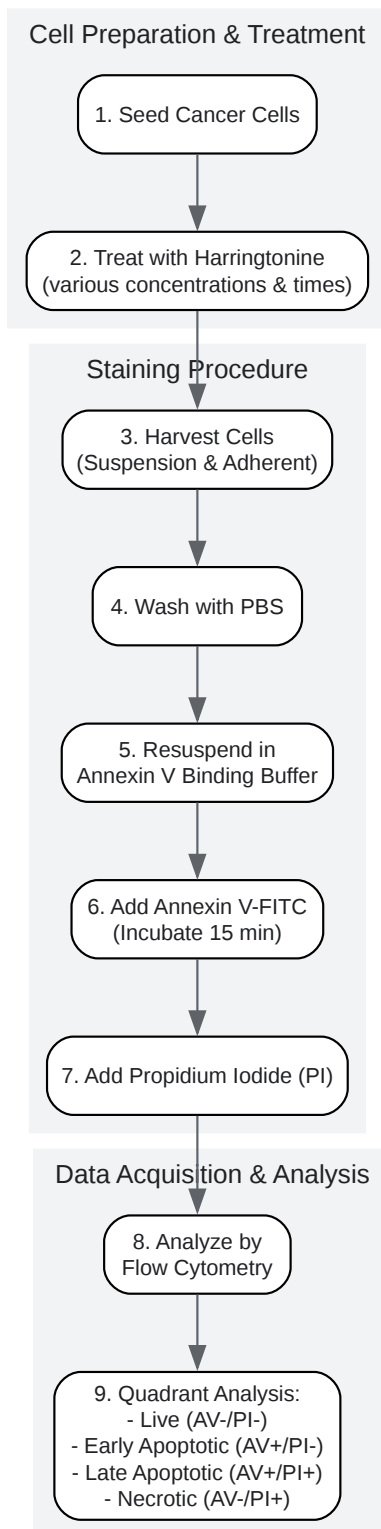 Cell Preparation & Treatment
1. Seed Cancer Cells
2. Treat with Harringtonine
(various concentrations & times)
Staining Procedure
3. Harvest Cells
(Suspension & Adherent)
4. Wash with PBS
5. Resuspend in
Annexin V Binding Buffer
6. Add Annexin V-FITC
(Incubate 15 min)
7. Add Propidium Iodide (PI)
Data Acquisition & Analysis
8. Analyze by
Flow Cytometry
9. Quadrant Analysis:
- Live (AV-/PI-)
- Early Apoptotic (AV+/PI-)
- Late Apoptotic (AV+/PI+)
- Necrotic (AV-/PI+)